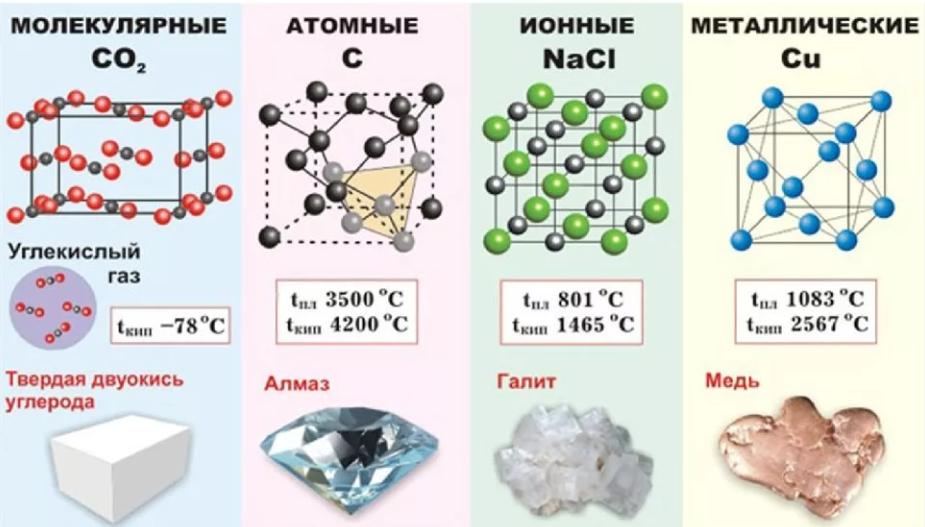 МОЛЕКУЛЯРНЫЕ
CO₂
Углекислый
газ
tкип −78 °C
Твердая двуокись
углерода
АТОМНЫЕ
C
tпл 3500 °C
tкип 4200 °C
Алмаз
ИОННЫЕ
NaCl
tпл 801 °C
tкип 1465 °C
Галит
МЕТАЛЛИЧЕСКИЕ
Cu
tпл 1083 °C
tкип 2567 °C
Медь